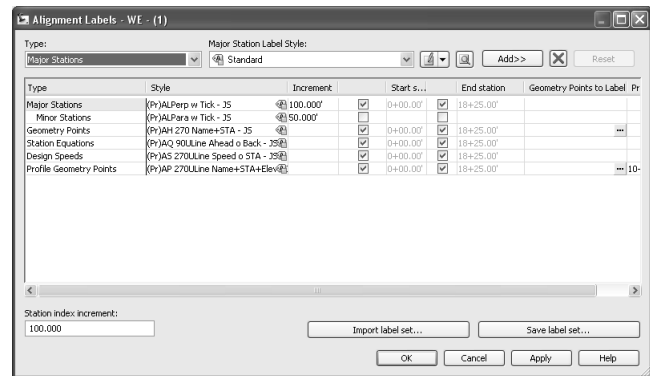 Alignment Labels - WE - (1)
Type: Major Station Label Style:
Major Stations Standard Add>> Reset
Type Style Increment Start s... End station Geometry Points to Label Pr
Major Stations (Pr)ALPerp w Tick - JS 100.000' 0+00.00' 18+25.00'
Minor Stations (Pr)ALPara w Tick - JS 50.000'
Geometry Points (Pr)AH 270 Name+STA - JS 0+00.00' 18+25.00' ...
Station Equations (Pr)AQ 90ULine Ahead o Back - JS 0+00.00' 18+25.00'
Design Speeds (Pr)AS 270ULine Speed o STA - JS 0+00.00' 18+25.00'
Profile Geometry Points (Pr)AP 270ULine Name+STA+Elev 0+00.00' 18+25.00' ... 10-
Station index increment:
100.000 Import label set... Save label set...
OK Cancel Apply Help